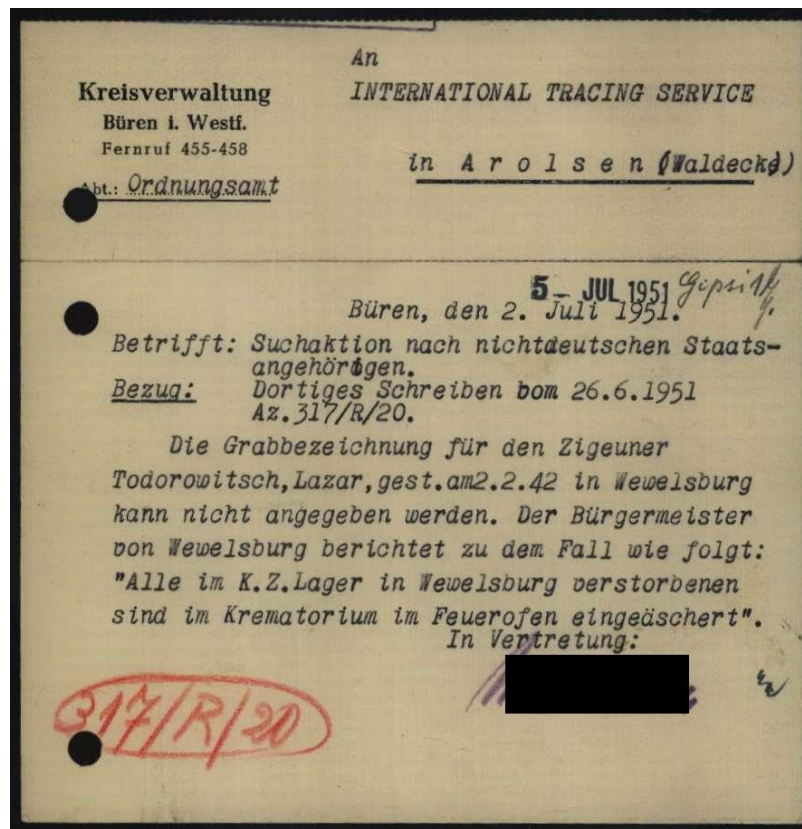 Kreisverwaltung
Büren i. Westf.
Fernruf 455-458
Abt.: Ordnungsamt
An
INTERNATIONAL TRACING SERVICE
in A r o l s e n (Waldeck)
5 - JUL 1951
Büren, den 2. Juli 1951.
Betrifft: Suchaktion nach nichtdeutschen Staats-
angehörigen.
Bezug: Dortiges Schreiben bom 26.6.1951
Az.317/R/20.
Die Grabbezeichnung für den Zigeuner
Todorowitsch,Lazar,gest.am2.2.42 in Wewelsburg
kann nicht angegeben werden. Der Bürgermeister
von Wewelsburg berichtet zu dem Fall wie folgt:
"Alle im K.Z.Lager in Wewelsburg verstorbenen
sind im Krematorium im Feuerofen eingeäschert".
In Vertretung:
317/R/20